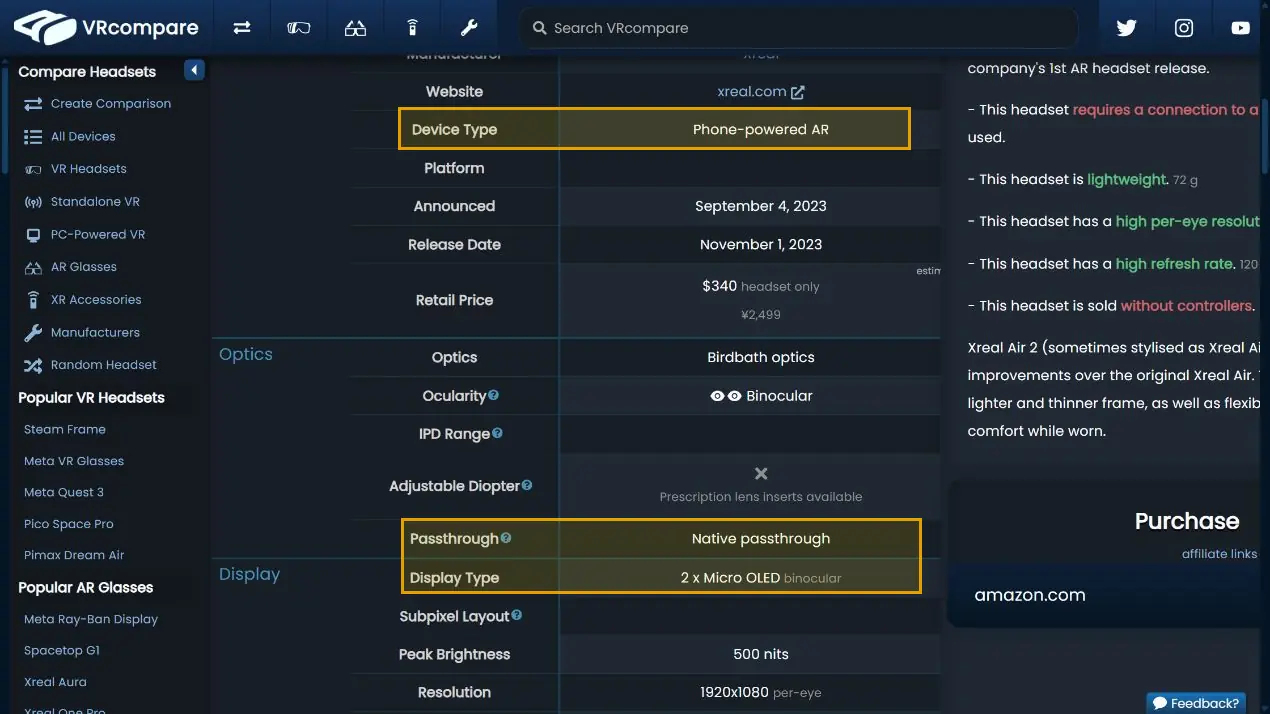 VRcompare
Search VRcompare
Compare Headsets
Create Comparison
All Devices
VR Headsets
Standalone VR
PC-Powered VR
AR Glasses
XR Accessories
Manufacturers
Random Headset
Popular VR Headsets
Steam Frame
Meta VR Glasses
Meta Quest 3
Pico Space Pro
Pimax Dream Air
Popular AR Glasses
Meta Ray-Ban Display
Spacetop G1
Xreal Aura
Xreal One Pro
Manufacturer xreal
Website xreal.com
Device Type Phone-powered AR
Platform
Announced September 4, 2023
Release Date November 1, 2023
estim
Retail Price $340 headset only
¥2,499
Optics
Optics Birdbath optics
Ocularity Binocular
IPD Range
Adjustable Diopter
Prescription lens inserts available
Passthrough Native passthrough
Display
Display Type 2 x Micro OLED binocular
Subpixel Layout
Peak Brightness 500 nits
Resolution 1920x1080 per-eye
company's 1st AR headset release.
- This headset requires a connection to a
used.
- This headset is lightweight. 72 g
- This headset has a high per-eye resolut
- This headset has a high refresh rate. 120
- This headset is sold without controllers.
Xreal Air 2 (sometimes stylised as Xreal Ai
improvements over the original Xreal Air.
lighter and thinner frame, as well as flexib
comfort while worn.
Purchase
affiliate links
amazon.com
Feedback?